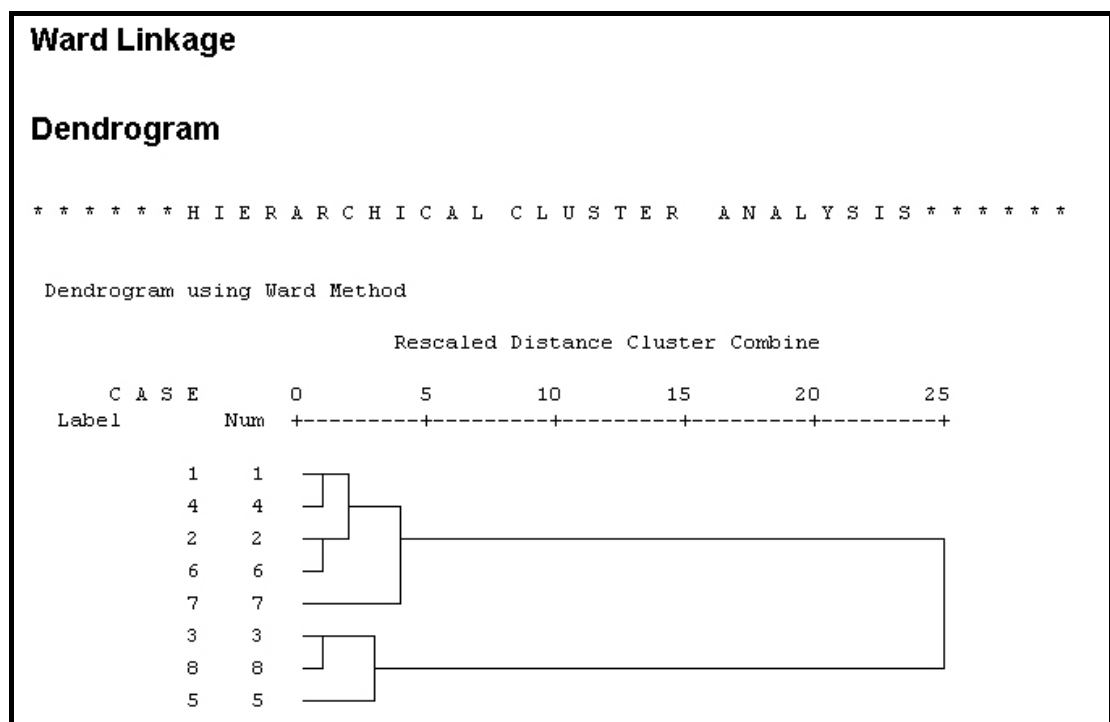 Ward Linkage
Dendrogram
* * * * * * H I E R A R C H I C A L   C L U S T E R   A N A L Y S I S * * * * * *
Dendrogram using Ward Method
Rescaled Distance Cluster Combine
C A S E 0 5 10 15 20 25
Label Num +---------+---------+---------+---------+---------+
1 1
4 4
2 2
6 6
7 7
3 3
8 8
5 5